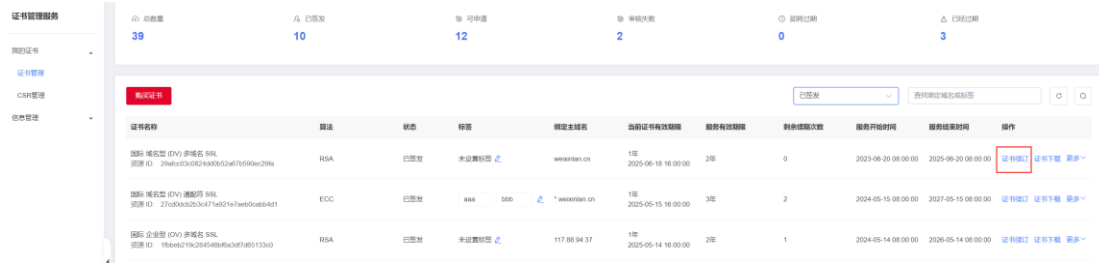 证书管理服务
总数量 已签发 可申请 审核失败 即将过期 已经过期
39 10 12 2 0 3
我的证书
证书管理
CSR管理
信息管理
购买证书 已签发 查找绑定域名或标签
证书名称 算法 状态 标签 绑定主域名 当前证书有效期限 服务有效期限 剩余续期次数 服务开始时间 服务结束时间 操作
国际 域名型 (DV) 多域名 SSL RSA 已签发 未设置标签 weixinlan.cn 1年 2年 0 2023-06-20 08:00:00 2025-06-20 08:00:00 证书续订 证书下载 更多
资源 ID: 29afcc03c0824dd0b52a67b590ec29fa 2025-06-18 16:00:00
国际 域名型 (DV) 通配符 SSL ECC 已签发 aaa bbb *.weixinlan.cn 1年 3年 2 2024-05-15 08:00:00 2027-05-15 08:00:00 证书续订 证书下载 更多
资源 ID: 27cd0dcb2b3c471a921e7aeb0cabb4d1 2025-05-15 16:00:00
国际 企业型 (OV) 多域名 SSL RSA 已签发 未设置标签 117.88.94.37 1年 2年 1 2024-05-14 08:00:00 2026-05-14 08:00:00 证书续订 证书下载 更多
资源 ID: 1fbbeb219c284548bf6a3df7d65133c0 2025-05-14 16:00:00